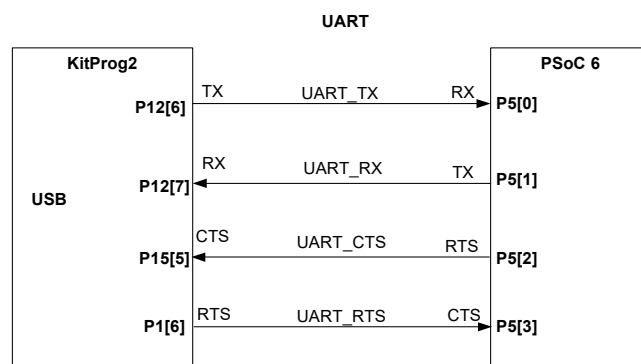 UART
KitProg2 PSoC 6
TX UART_TX RX
P12[6] P5[0]
RX UART_RX TX
P12[7] P5[1]
USB
CTS UART_CTS RTS
P15[5] P5[2]
RTS UART_RTS CTS
P1[6] P5[3]